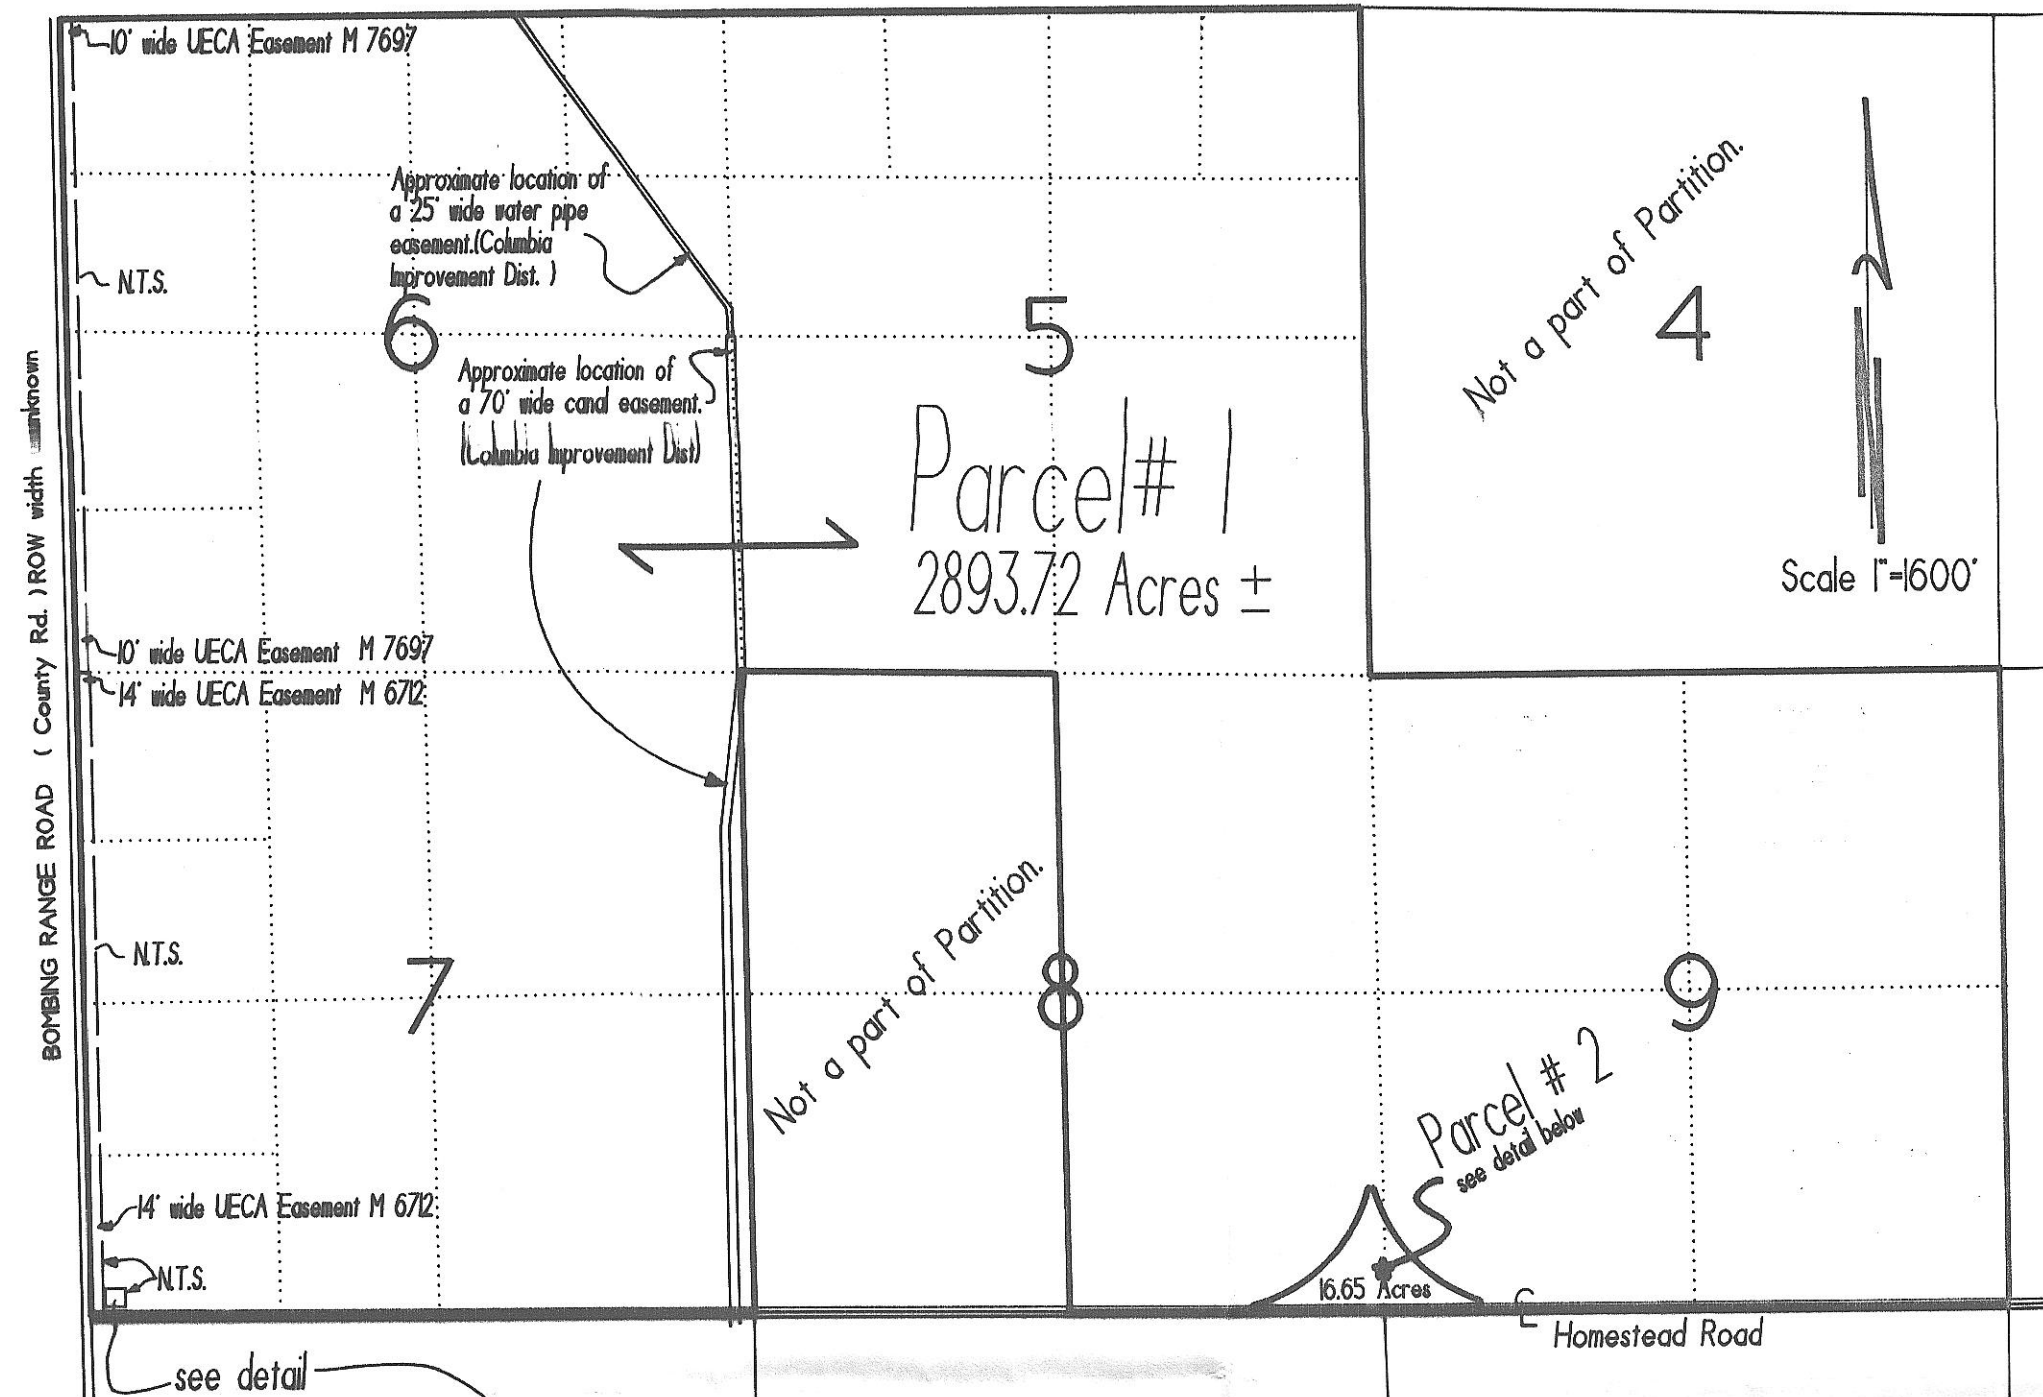 10' wide UECA Easement M 7697
Approximate location of
a 25' wide water pipe
easement.(Columbia
Improvement Dist. )
N.T.S.
6
5
4
Not a part of Partition.
Scale 1"=1600'
Approximate location of
a 70' wide canal easement.
(Columbia Improvement Dist)
Parcel# 1
2893.72 Acres ±
BOMBING RANGE ROAD ( County Rd. ) ROW width unknown
10' wide UECA Easement M 7697
14' wide UECA Easement M 6712
N.T.S.
7
Not a part of Partition.
8
9
Parcel # 2
see detail below
14' wide UECA Easement M 6712
N.T.S.
16.65 Acres
Homestead Road
see detail